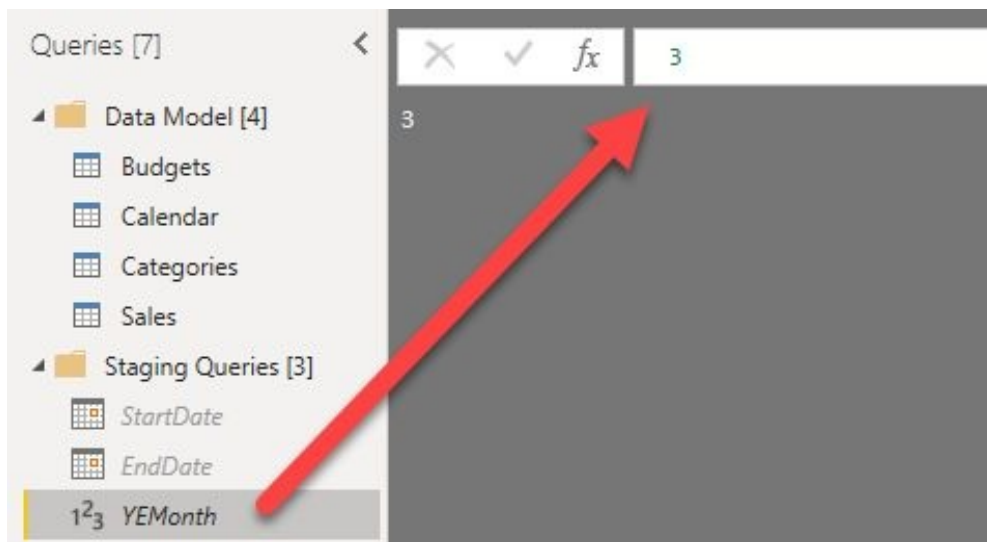 Queries [7]
fx 3
Data Model [4]
3
Budgets
Calendar
Categories
Sales
Staging Queries [3]
StartDate
EndDate
1²3 YEMonth